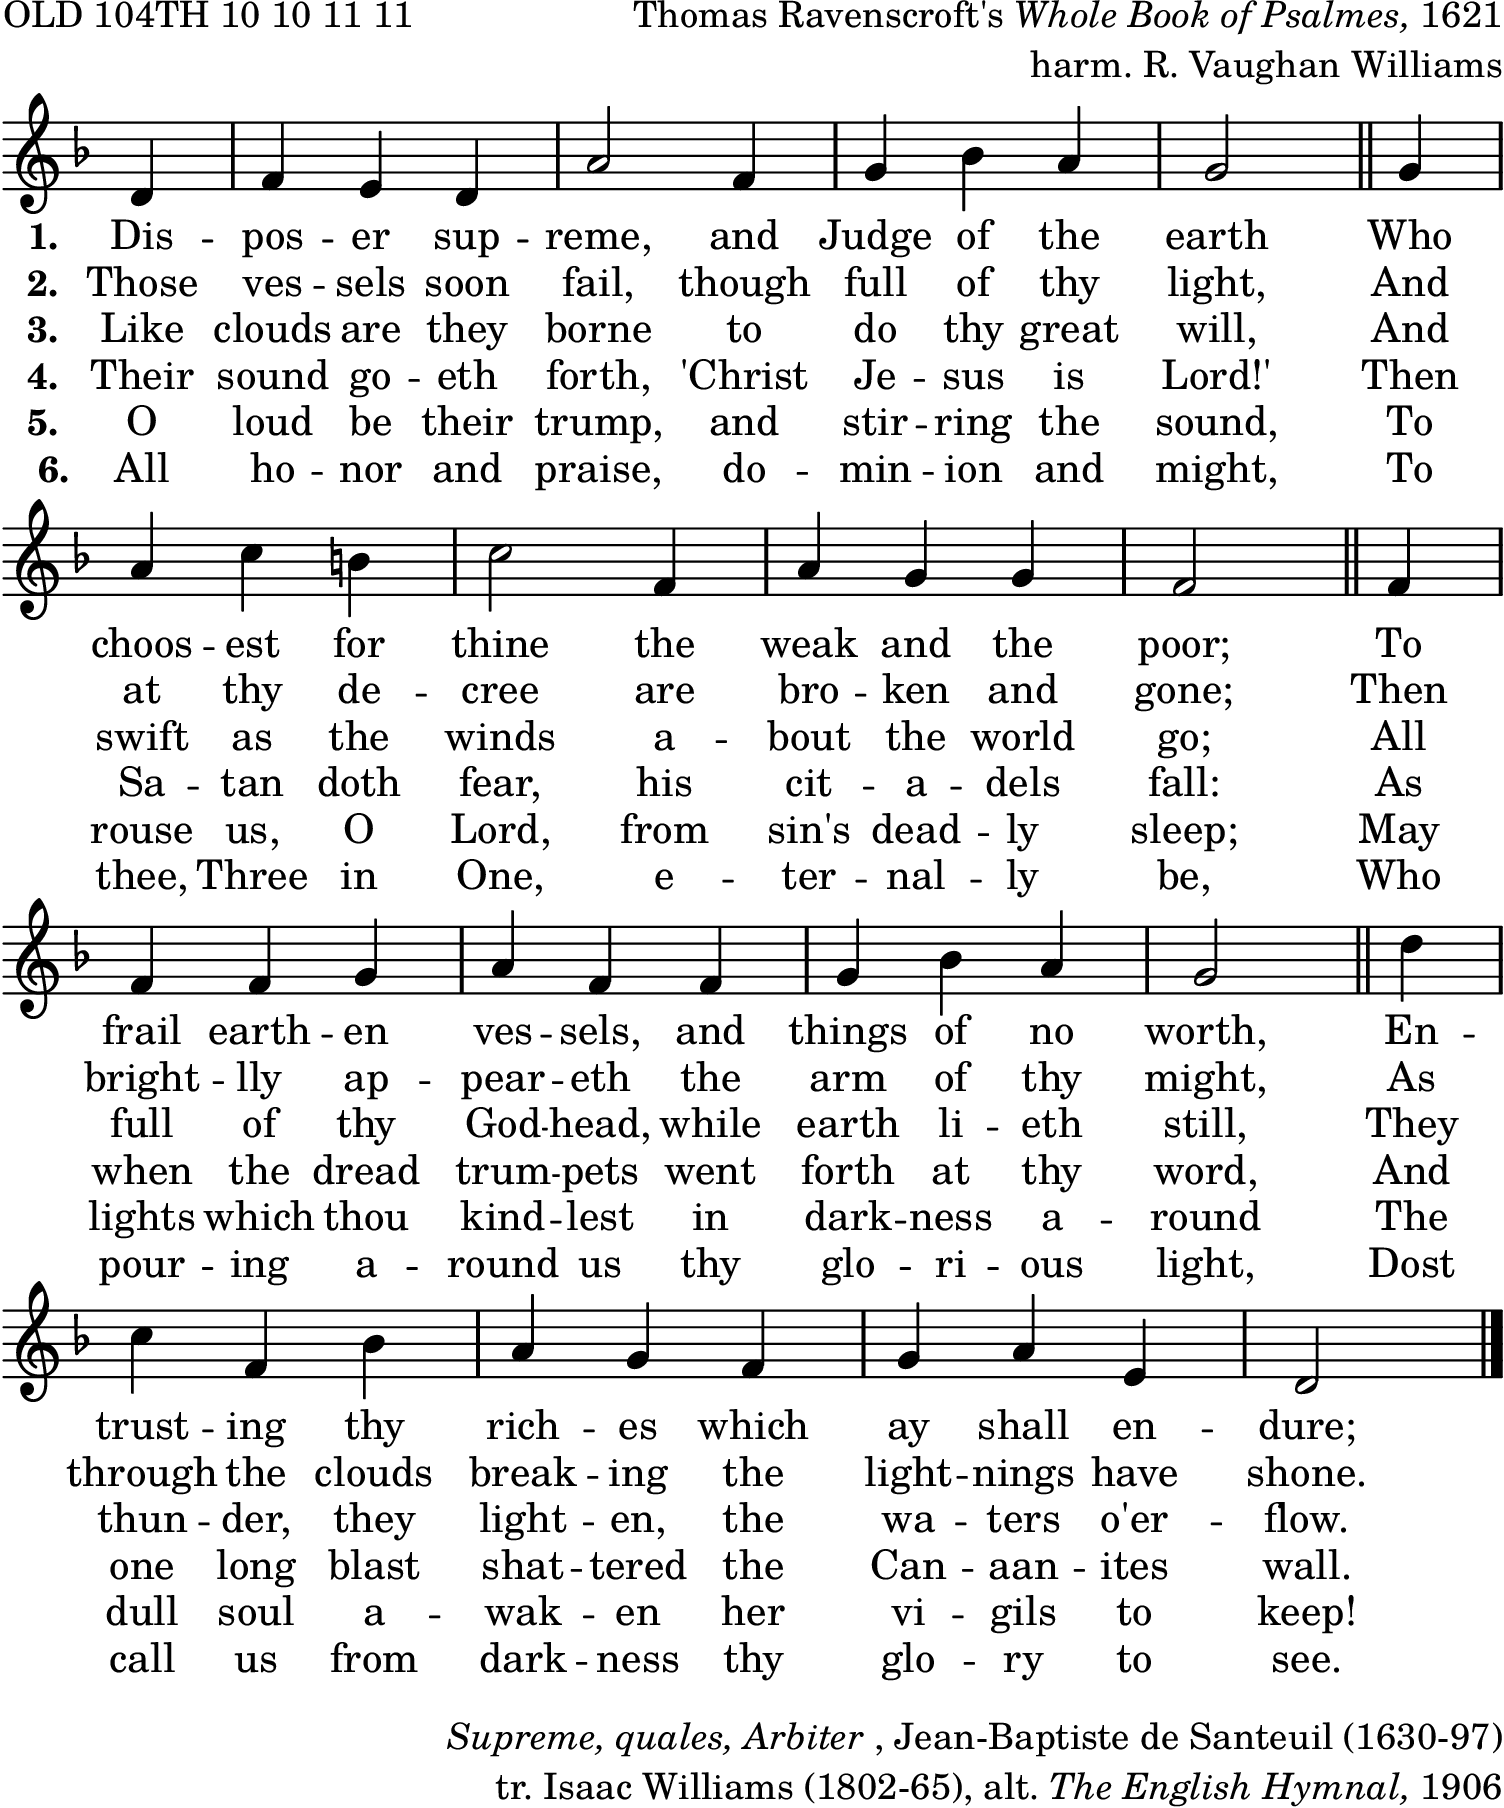 OLD 104TH 10 10 11 11 Thomas Ravenscroft's Whole Book of Psalmes, 1621
harm. R. Vaughan Williams
1. Dis - pos - er sup - reme, and Judge of the earth Who
2. Those ves - sels soon fail, though full of thy light, And
3. Like clouds are they borne to do thy great will, And
4. Their sound go - eth forth, 'Christ Je - sus is Lord!' Then
5. O loud be their trump, and stir - ring the sound, To
6. All ho - nor and praise, do - min - ion and might, To
choos - est for thine the weak and the poor; To
at thy de - cree are bro - ken and gone; Then
swift as the winds a - bout the world go; All
Sa - tan doth fear, his cit - a - dels fall: As
rouse us, O Lord, from sin's dead - ly sleep; May
thee, Three in One, e - ter - nal - ly be, Who
frail earth - en ves - sels, and things of no worth, En -
bright - lly ap - pear - eth the arm of thy might, As
full of thy God - head, while earth li - eth still, They
when the dread trum - pets went forth at thy word, And
lights which thou kind - lest in dark - ness a - round The
pour - ing a - round us thy glo - ri - ous light, Dost
trust - ing thy rich - es which ay shall en - dure;
through the clouds break - ing the light - nings have shone.
thun - der, they light - en, the wa - ters o'er - flow.
one long blast shat - tered the Can - aan - ites wall.
dull soul a - wak - en her vi - gils to keep!
call us from dark - ness thy glo - ry to see.
Supreme, quales, Arbiter , Jean-Baptiste de Santeuil (1630-97)
tr. Isaac Williams (1802-65), alt. The English Hymnal, 1906